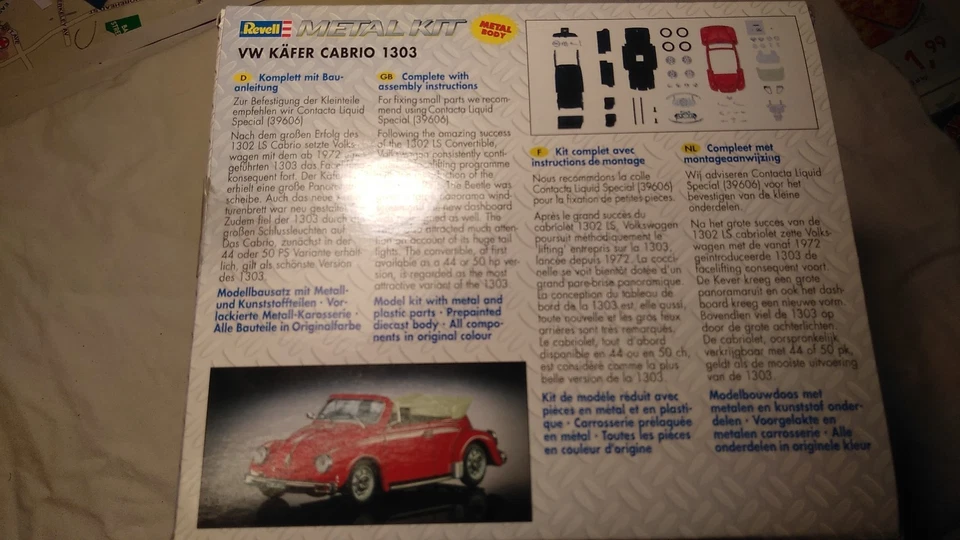 Revell
METAL KIT
METAL
BODY
VW KÄFER CABRIO 1303
D Komplett mit Bau-
anleitung
Zur Befestigung der Kleinteile
empfehlen wir Contacta Liquid
Special (39606)
Nach dem großen Erfolg des
1302 LS Cabrio setzte Volks-
wagen mit dem ab 1972
geführten 1303 das
konsequent fort. Der
erhielt eine große
scheibe. Auch das neue
turenbrett war neu
Zudem fiel der 1303 durch
großen Schlussleuchten auf
Das Cabrio, zunächst in der
44 oder 50 PS Variante erhält-
lich, gilt als schönste Version
des 1303.
Modellbausatz mit Metall-
und Kunststoffteilen · Vor-
lackierte Metall-Karosserie ·
Alle Bauteile in Originalfarbe
GB Complete with
assembly instructions
For fixing small parts we recom-
mend using Contacta Liquid
Special (39606)
Following the amazing success
of the 1302 LS Convertible,
consistently conti-
programme
of the
The Beetle was
wind-
new dashboard
as well. The
attracted much atten-
tion on account of its huge tail
lights. The convertible, at first
available as a 44 or 50 hp ver-
sion, is regarded as the most
attractive variant of the 1303.
Model kit with metal and
plastic parts · Prepainted
diecast body · All compo-
nents in original colour
F Kit complet avec
instructions de montage
Nous recommandons la colle
Contacta Liquid Special (39606)
pour la fixation de petites pièces.
Après le grand succès du
cabriolet 1302 LS, Volkswagen
poursuit méthodiquement le
'lifting' entrepris sur la 1303,
lancée depuis 1972. La cocci-
nelle se voit bientôt dotée d'un
grand pare-brise panoramique.
La conception du tableau de
bord de la 1303 est, elle aussi,
toute nouvelle et les gros feux
arrières sont très remarqués.
Le cabriolet, tout d'abord
disponible en 44 ou en 50 ch,
est considéré comme la plus
belle version de la 1303.
Kit de modèle réduit avec
pièces en métal et en plasti-
que · Carrosserie prélaquée
en métal · Toutes les pièces
en couleur d'origine
NL Compleet met
montageaanwijzing
Wij adviseren Contacta Liquid
Special (39606) voor het
bevestigen van de kleine
onderdelen.
Na het grote succes van de
1302 LS cabriolet zette Volks-
wagen met de vanaf 1972
geïntroduceerde 1303 de
facelifting consequent voort.
De Kever kreeg een grote
panoramaruit en ook het dash-
board kreeg een nieuwe vorm.
Bovendien viel de 1303 op
door de grote achterlichten.
De cabriolet, oorspronkelijk
verkrijgbaar met 44 of 50 pk,
geldt als de mooiste uitvoering
van de 1303.
Modelbouwdoos met
metalen en kunststof onder-
delen · Voorgelakte en
metalen carrosserie · Alle
onderdelen in originele kleur